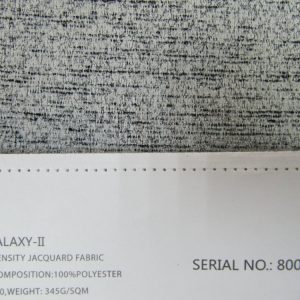 ALAXY-II
ENSITY JACQUARD FABRIC
OMPOSITION:100%POLYESTER
0,WEIGHT: 345G/SQM
SERIAL NO.: 800